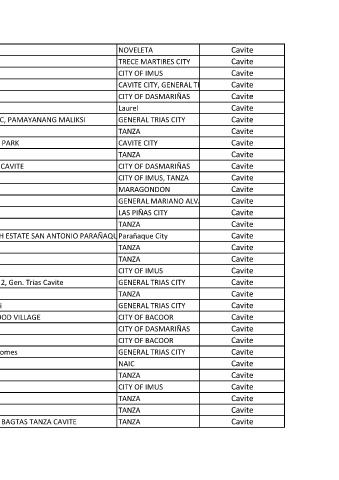 NOVELETA Cavite
TRECE MARTIRES CITY Cavite
CITY OF IMUS Cavite
CAVITE CITY, GENERAL Cavite
CITY OF DASMARIÑAS Cavite
Laurel Cavite
C, PAMAYANANG MALIKSI GENERAL TRIAS CITY Cavite
TANZA Cavite
PARK CAVITE CITY Cavite
TANZA Cavite
CAVITE CITY OF DASMARIÑAS Cavite
CITY OF IMUS, TANZA Cavite
MARAGONDON Cavite
GENERAL MARIANO ALV Cavite
LAS PIÑAS CITY Cavite
TANZA Cavite
H ESTATE SAN ANTONIO PARAÑAQU Parañaque City Cavite
TANZA Cavite
TANZA Cavite
CITY OF IMUS Cavite
2, Gen. Trias Cavite GENERAL TRIAS CITY Cavite
TANZA Cavite
i GENERAL TRIAS CITY Cavite
OOD VILLAGE CITY OF BACOOR Cavite
CITY OF DASMARIÑAS Cavite
CITY OF BACOOR Cavite
omes GENERAL TRIAS CITY Cavite
NAIC Cavite
TANZA Cavite
CITY OF IMUS Cavite
TANZA Cavite
TANZA Cavite
BAGTAS TANZA CAVITE TANZA Cavite